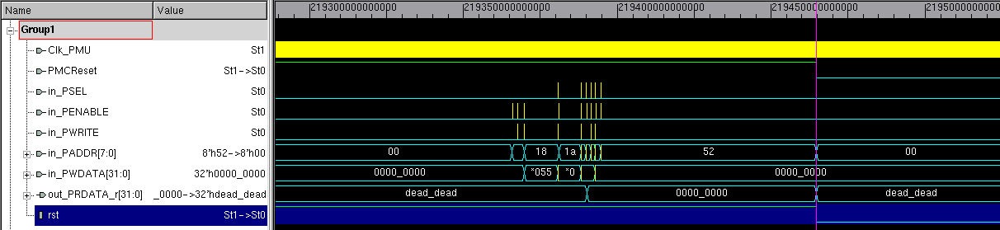 Name Value 219300000000000 219350000000000 219400000000000 219450000000000 219500000000000
Group1
Clk_PMU St1
PMCReset St1->St0
in_PSEL St0
in_PENABLE St0
in_PWRITE St0
in_PADDR[7:0] 8'h52->8'h00 00 18 1a 52 00
in_PWDATA[31:0] 32'h0000_0000 0000_0000 *055 *0 0000_0000
out_PRDATA_r[31:0] _0000->32'hdead_dead dead_dead 0000_0000 dead_dead
rst St1->St0